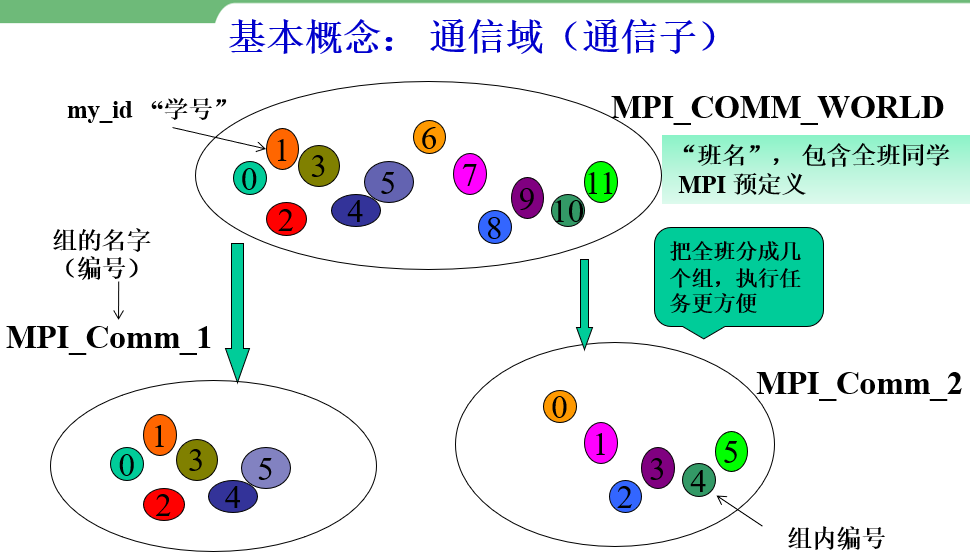 基本概念： 通信域（通信子）
my_id “学号”
MPI_COMM_WORLD
“班名”， 包含全班同学
MPI 预定义
0
1
2
3
4
5
6
7
8
9
10
11
组的名字
（编号）
MPI_Comm_1
把全班分成几
个组，执行任
务更方便
MPI_Comm_2
0
1
2
3
4
5
0
1
2
3
4
5
组内编号